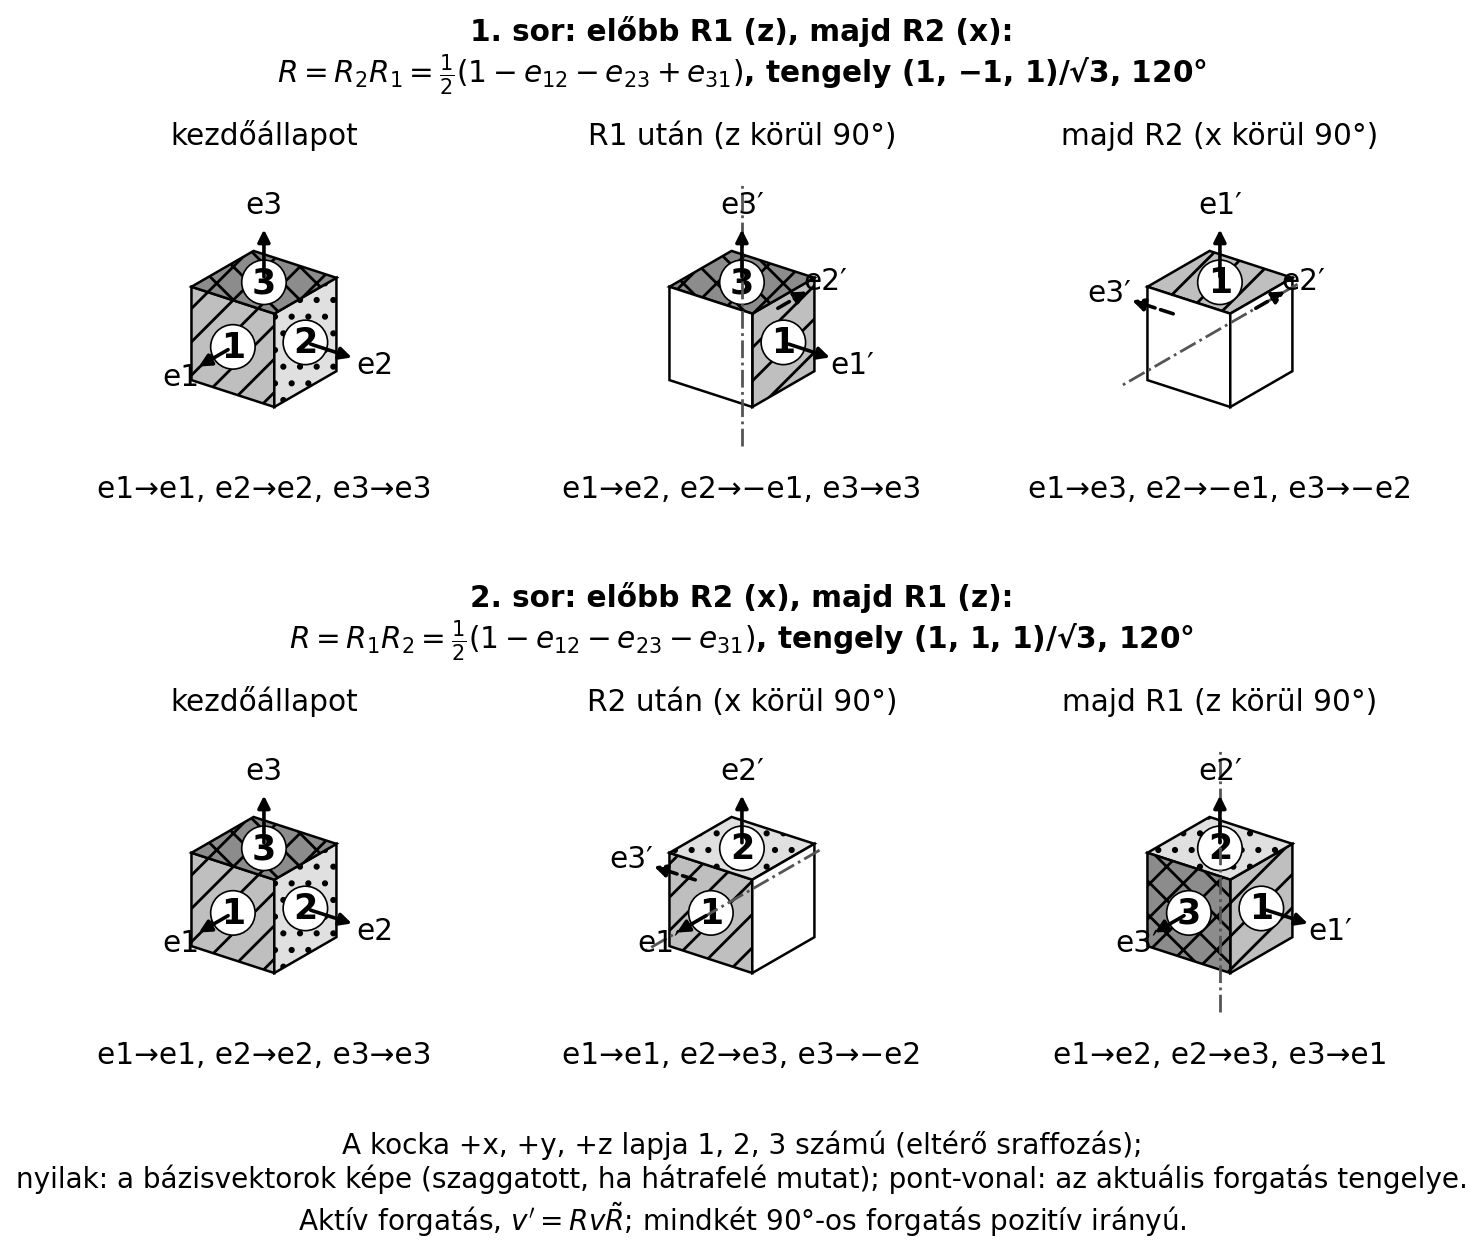 1. sor: előbb R1 (z), majd R2 (x):
R = R₂R₁ = ½(1 − e₁₂ − e₂₃ + e₃₁), tengely (1, −1, 1)/√3, 120°
kezdőállapot
R1 után (z körül 90°)
majd R2 (x körül 90°)
e3
3
1
2
e1
e2
e3′
3
e2′
1
e1′
e1′
e3′
1
e2′
e1→e1, e2→e2, e3→e3
e1→e2, e2→−e1, e3→e3
e1→e3, e2→−e1, e3→−e2
2. sor: előbb R2 (x), majd R1 (z):
R = R₁R₂ = ½(1 − e₁₂ − e₂₃ − e₃₁), tengely (1, 1, 1)/√3, 120°
kezdőállapot
R2 után (x körül 90°)
majd R1 (z körül 90°)
e3
3
1
2
e1
e2
e2′
e3′
2
1
e1′
e2′
2
3
1
e3′
e1′
e1→e1, e2→e2, e3→e3
e1→e1, e2→e3, e3→−e2
e1→e2, e2→e3, e3→e1
A kocka +x, +y, +z lapja 1, 2, 3 számú (eltérő sraffozás);
nyilak: a bázisvektorok képe (szaggatott, ha hátrafelé mutat); pont-vonal: az aktuális forgatás tengelye.
Aktív forgatás, v′ = RvR̃; mindkét 90°-os forgatás pozitív irányú.